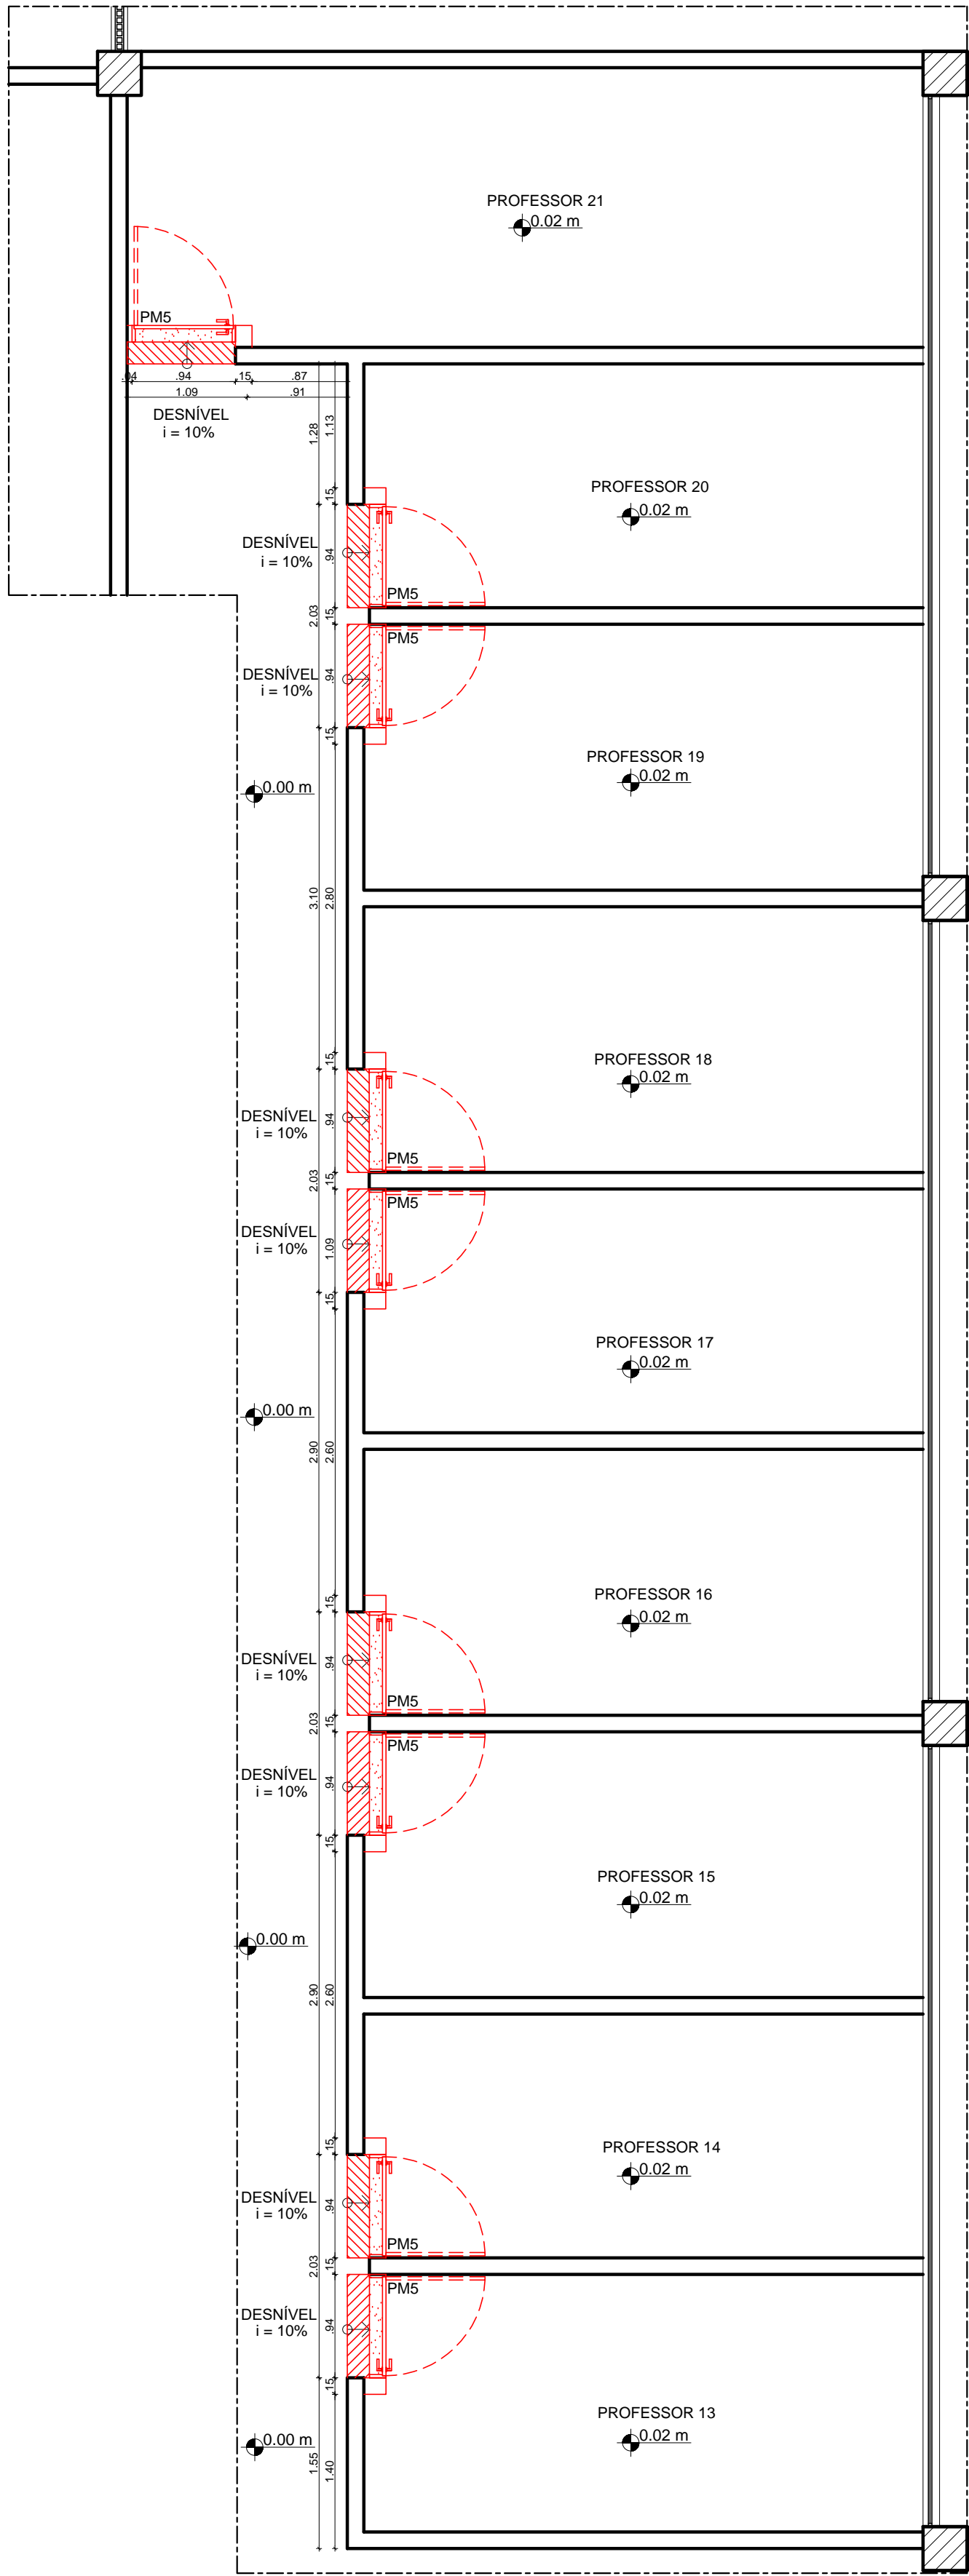 PROFESSOR 21
0.02 m
PM5
.04 .94 .15 .87
1.09 .91
DESNÍVEL
i = 10%
1.28
1.13
PROFESSOR 20
0.02 m
.15
DESNÍVEL
i = 10%
.94
PM5
2.03
.15
PM5
DESNÍVEL
i = 10%
.94
.15
PROFESSOR 19
0.02 m
0.00 m
3.10
2.80
PROFESSOR 18
0.02 m
.15
DESNÍVEL
i = 10%
.94
PM5
2.03
.15
PM5
DESNÍVEL
i = 10%
1.09
.15
PROFESSOR 17
0.02 m
0.00 m
2.90
2.60
PROFESSOR 16
0.02 m
.15
DESNÍVEL
i = 10%
.94
PM5
2.03
.15
PM5
DESNÍVEL
i = 10%
.94
.15
PROFESSOR 15
0.02 m
0.00 m
2.90
2.60
PROFESSOR 14
0.02 m
.15
DESNÍVEL
i = 10%
.94
PM5
2.03
.15
PM5
DESNÍVEL
i = 10%
.94
.15
PROFESSOR 13
0.02 m
0.00 m
1.55
1.40